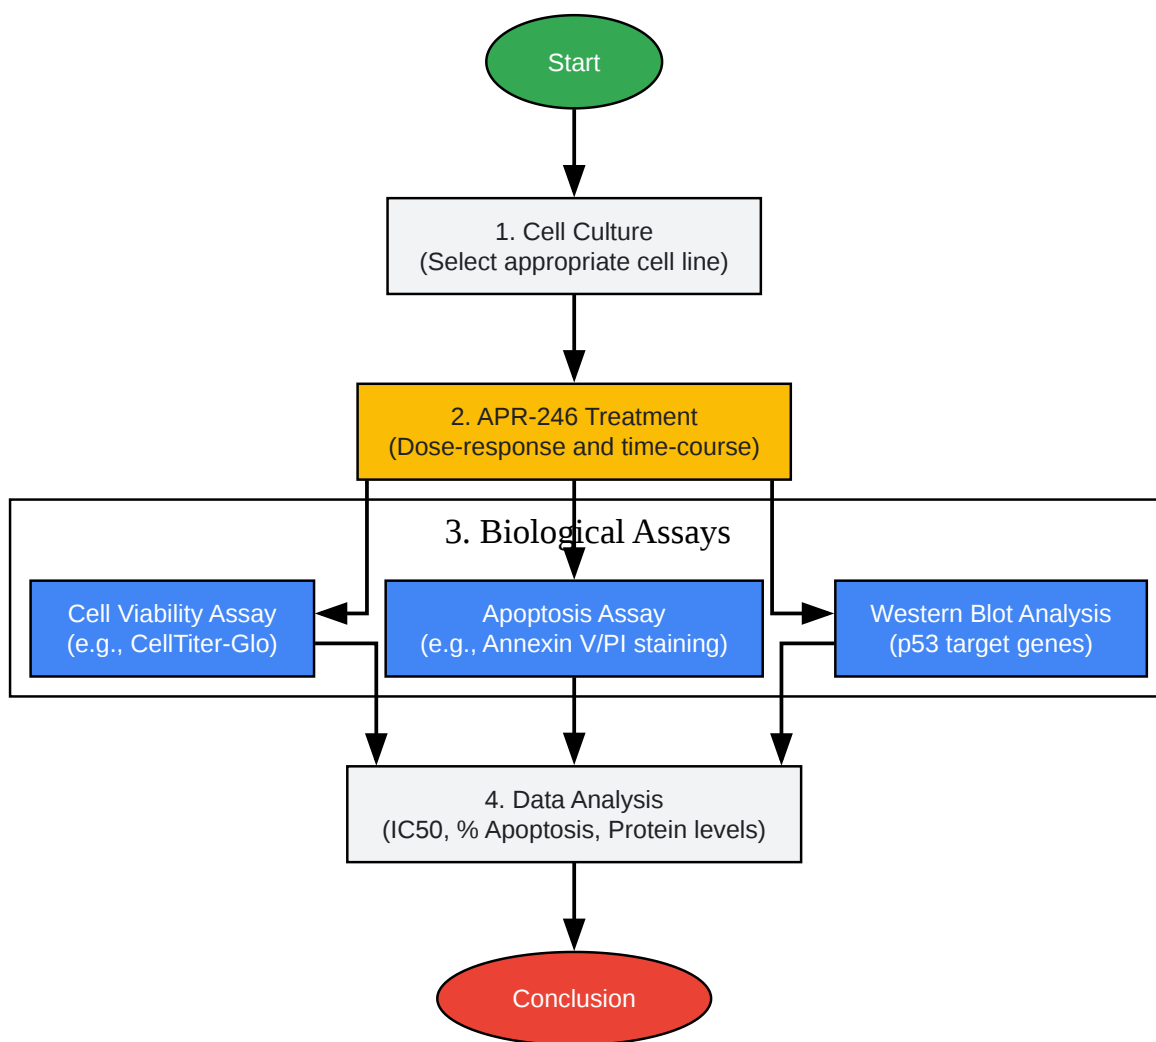 Start
1. Cell Culture
(Select appropriate cell line)
2. APR-246 Treatment
(Dose-response and time-course)
3. Biological Assays
Cell Viability Assay
(e.g., CellTiter-Glo)
Apoptosis Assay
(e.g., Annexin V/PI staining)
Western Blot Analysis
(p53 target genes)
4. Data Analysis
(IC50, % Apoptosis, Protein levels)
Conclusion